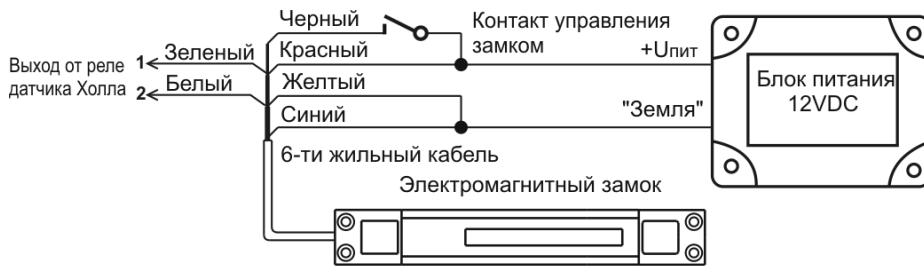 Черный
Контакт управления
замком
Выход от реле
датчика Холла
1
Зеленый
Красный
+Uпит
2
Белый
Желтый
Синий
"Земля"
Блок питания
12VDC
6-ти жильный кабель
Электромагнитный замок